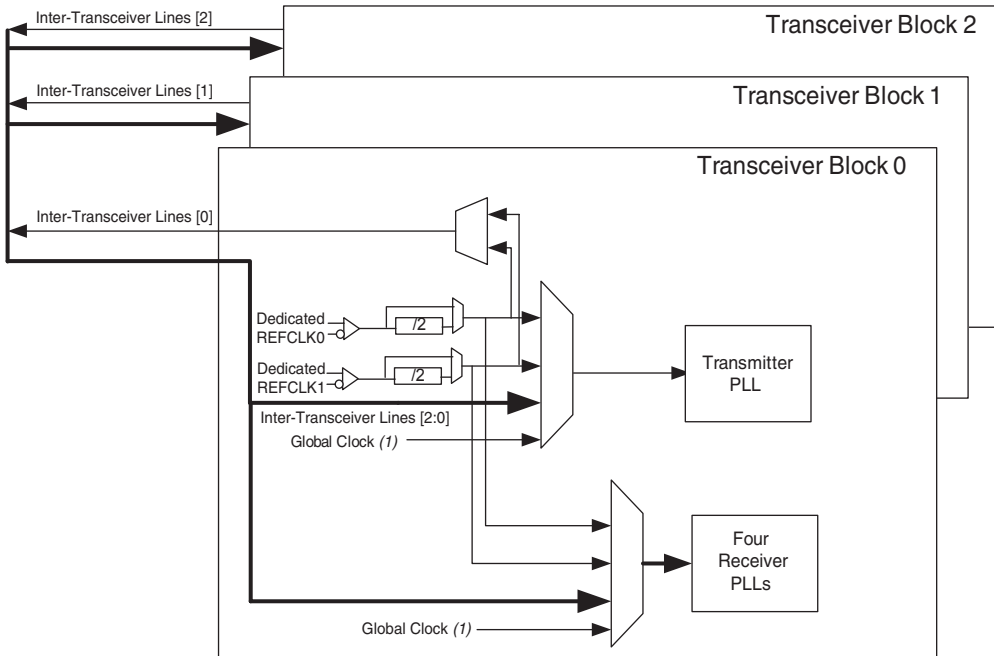 Inter-Transceiver Lines [2]
Transceiver Block 2
Inter-Transceiver Lines [1]
Transceiver Block 1
Transceiver Block 0
Inter-Transceiver Lines [0]
Dedicated
REFCLK0
/2
Dedicated
REFCLK1
/2
Transmitter
PLL
Inter-Transceiver Lines [2:0]
Global Clock (1)
Four
Receiver
PLLs
Global Clock (1)